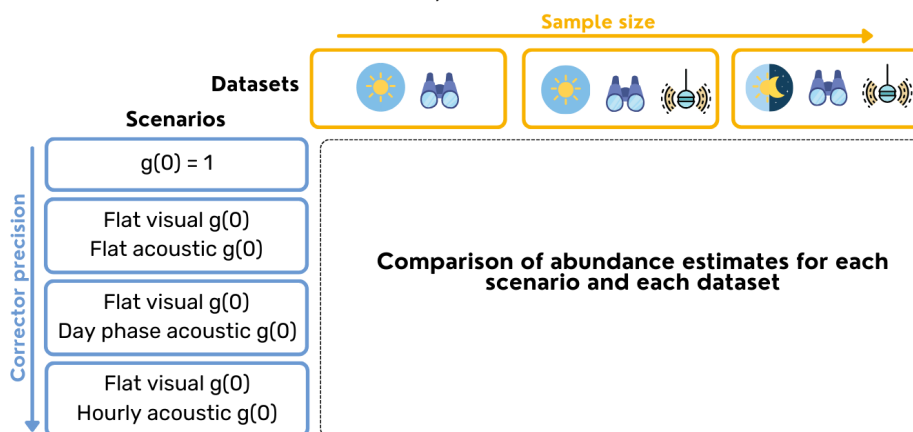 Sample size
Datasets
Scenarios
Corrector precision
g(0) = 1
Flat visual g(0)
Flat acoustic g(0)
Flat visual g(0)
Day phase acoustic g(0)
Flat visual g(0)
Hourly acoustic g(0)
Comparison of abundance estimates for each
scenario and each dataset